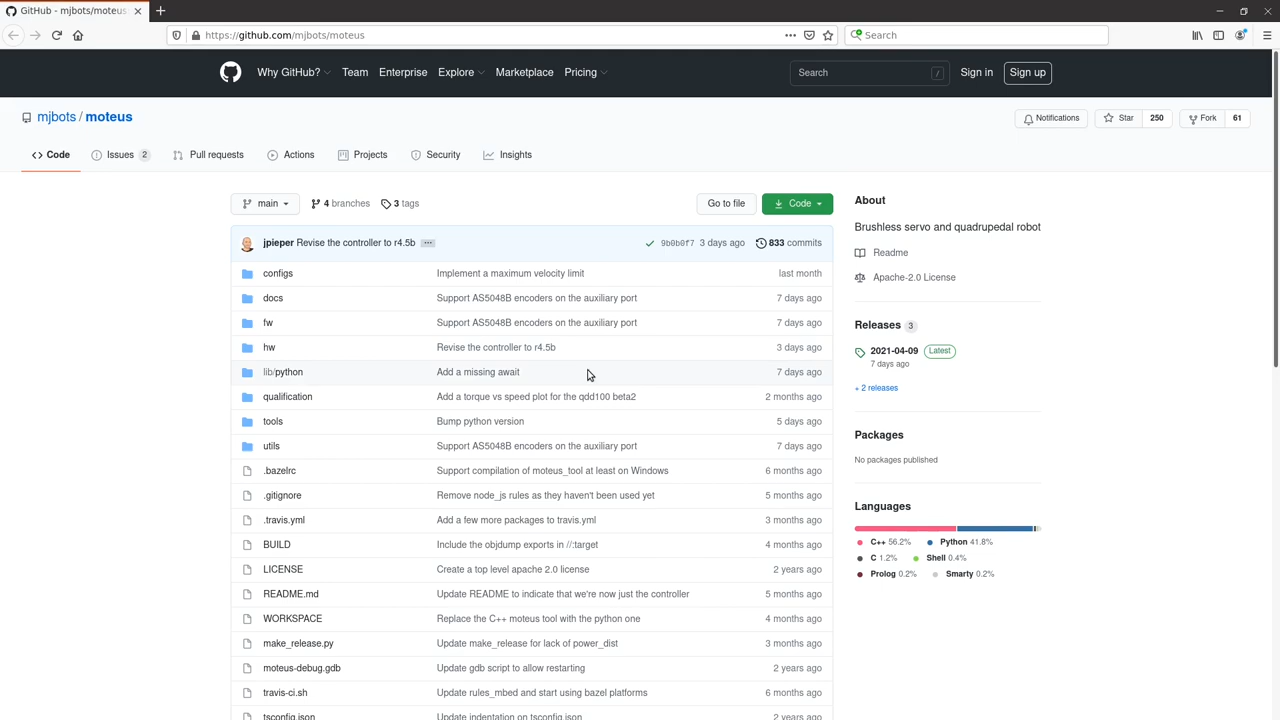 GitHub - mjbots/moteus:
https://github.com/mjbots/moteus
Search
Why GitHub?
Team
Enterprise
Explore
Marketplace
Pricing
Search
/
Sign in
Sign up
mjbots / moteus
Notifications
Star 250
Fork 61
Code
Issues 2
Pull requests
Actions
Projects
Security
Insights
main
4 branches
3 tags
Go to file
Code
jpieper Revise the controller to r4.5b ... 9b0b0f7 3 days ago 833 commits
configs Implement a maximum velocity limit last month
docs Support AS5048B encoders on the auxiliary port 7 days ago
fw Support AS5048B encoders on the auxiliary port 7 days ago
hw Revise the controller to r4.5b 3 days ago
lib/python Add a missing await 7 days ago
qualification Add a torque vs speed plot for the qdd100 beta2 2 months ago
tools Bump python version 5 days ago
utils Support AS5048B encoders on the auxiliary port 7 days ago
.bazelrc Support compilation of moteus_tool at least on Windows 6 months ago
.gitignore Remove node_js rules as they haven't been used yet 5 months ago
.travis.yml Add a few more packages to travis.yml 3 months ago
BUILD Include the objdump exports in //:target 4 months ago
LICENSE Create a top level apache 2.0 license 2 years ago
README.md Update README to indicate that we're now just the controller 5 months ago
WORKSPACE Replace the C++ moteus tool with the python one 4 months ago
make_release.py Update make_release for lack of power_dist 3 months ago
moteus-debug.gdb Update gdb script to allow restarting 2 years ago
travis-ci.sh Update rules_mbed and start using bazel platforms 6 months ago
tsconfig.json Update indentation on tsconfig.json 2 years ago
About
Brushless servo and quadrupedal robot
Readme
Apache-2.0 License
Releases 3
2021-04-09 Latest
7 days ago
+ 2 releases
Packages
No packages published
Languages
C++ 56.2% Python 41.8%
C 1.2% Shell 0.4%
Prolog 0.2% Smarty 0.2%